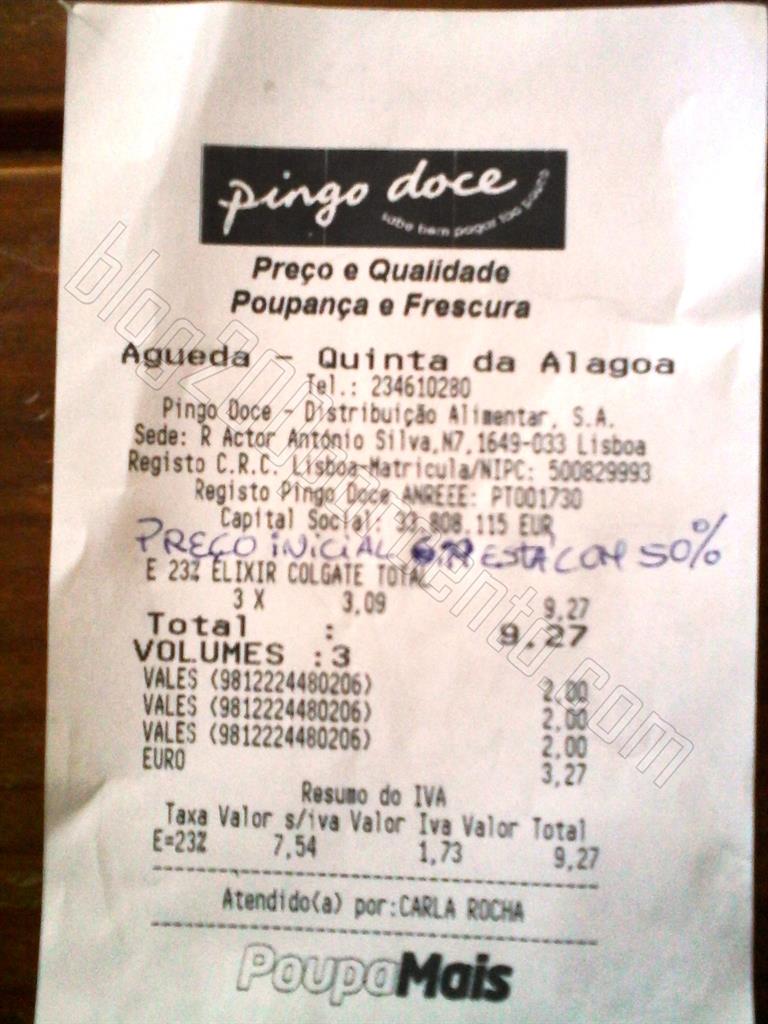 pingo doce
sabe bem pagar tão pouco
Preço e Qualidade
Poupança e Frescura
Agueda - Quinta da Alagoa
Tel.: 234610280
Pingo Doce - Distribuição Alimentar, S.A.
Sede: R Actor António Silva,N7,1649-033 Lisboa
Registo C.R.C. Lisboa-Matricula/NIPC: 500829993
Registo Pingo Doce ANREEE: PT001730
Capital Social: 33.808.115 EUR
PREÇO iNiCiAL ESTÁ COM 50%
E 23% ELIXIR COLGATE TOTAL
3 X 3,09 9,27
Total : 9,27
VOLUMES :3
VALES (9812224480206) 2,00
VALES (9812224480206) 2,00
VALES (9812224480206) 2,00
EURO 3,27
Resumo do IVA
Taxa Valor s/iva Valor Iva Valor Total
E=23% 7,54 1,73 9,27
Atendido(a) por:CARLA ROCHA
PoupaMais